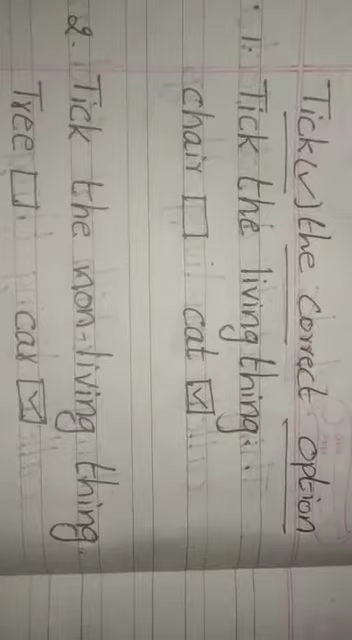 Tick(✓) the correct option
1. Tick the living thing.
chair ☐ cat ☑
2. Tick the non-living thing.
Tree ☐ car ☑